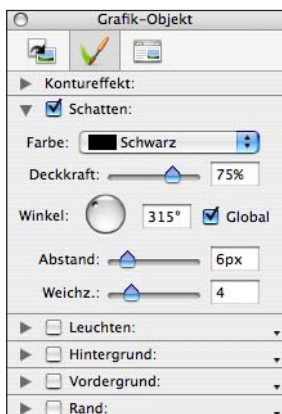 Grafik-Objekt
Kontureffekt:
Schatten:
Farbe: Schwarz
Deckkraft: 75%
Winkel: 315° Global
Abstand: 6px
Weichz.: 4
Leuchten:
Hintergrund:
Vordergrund:
Rand: